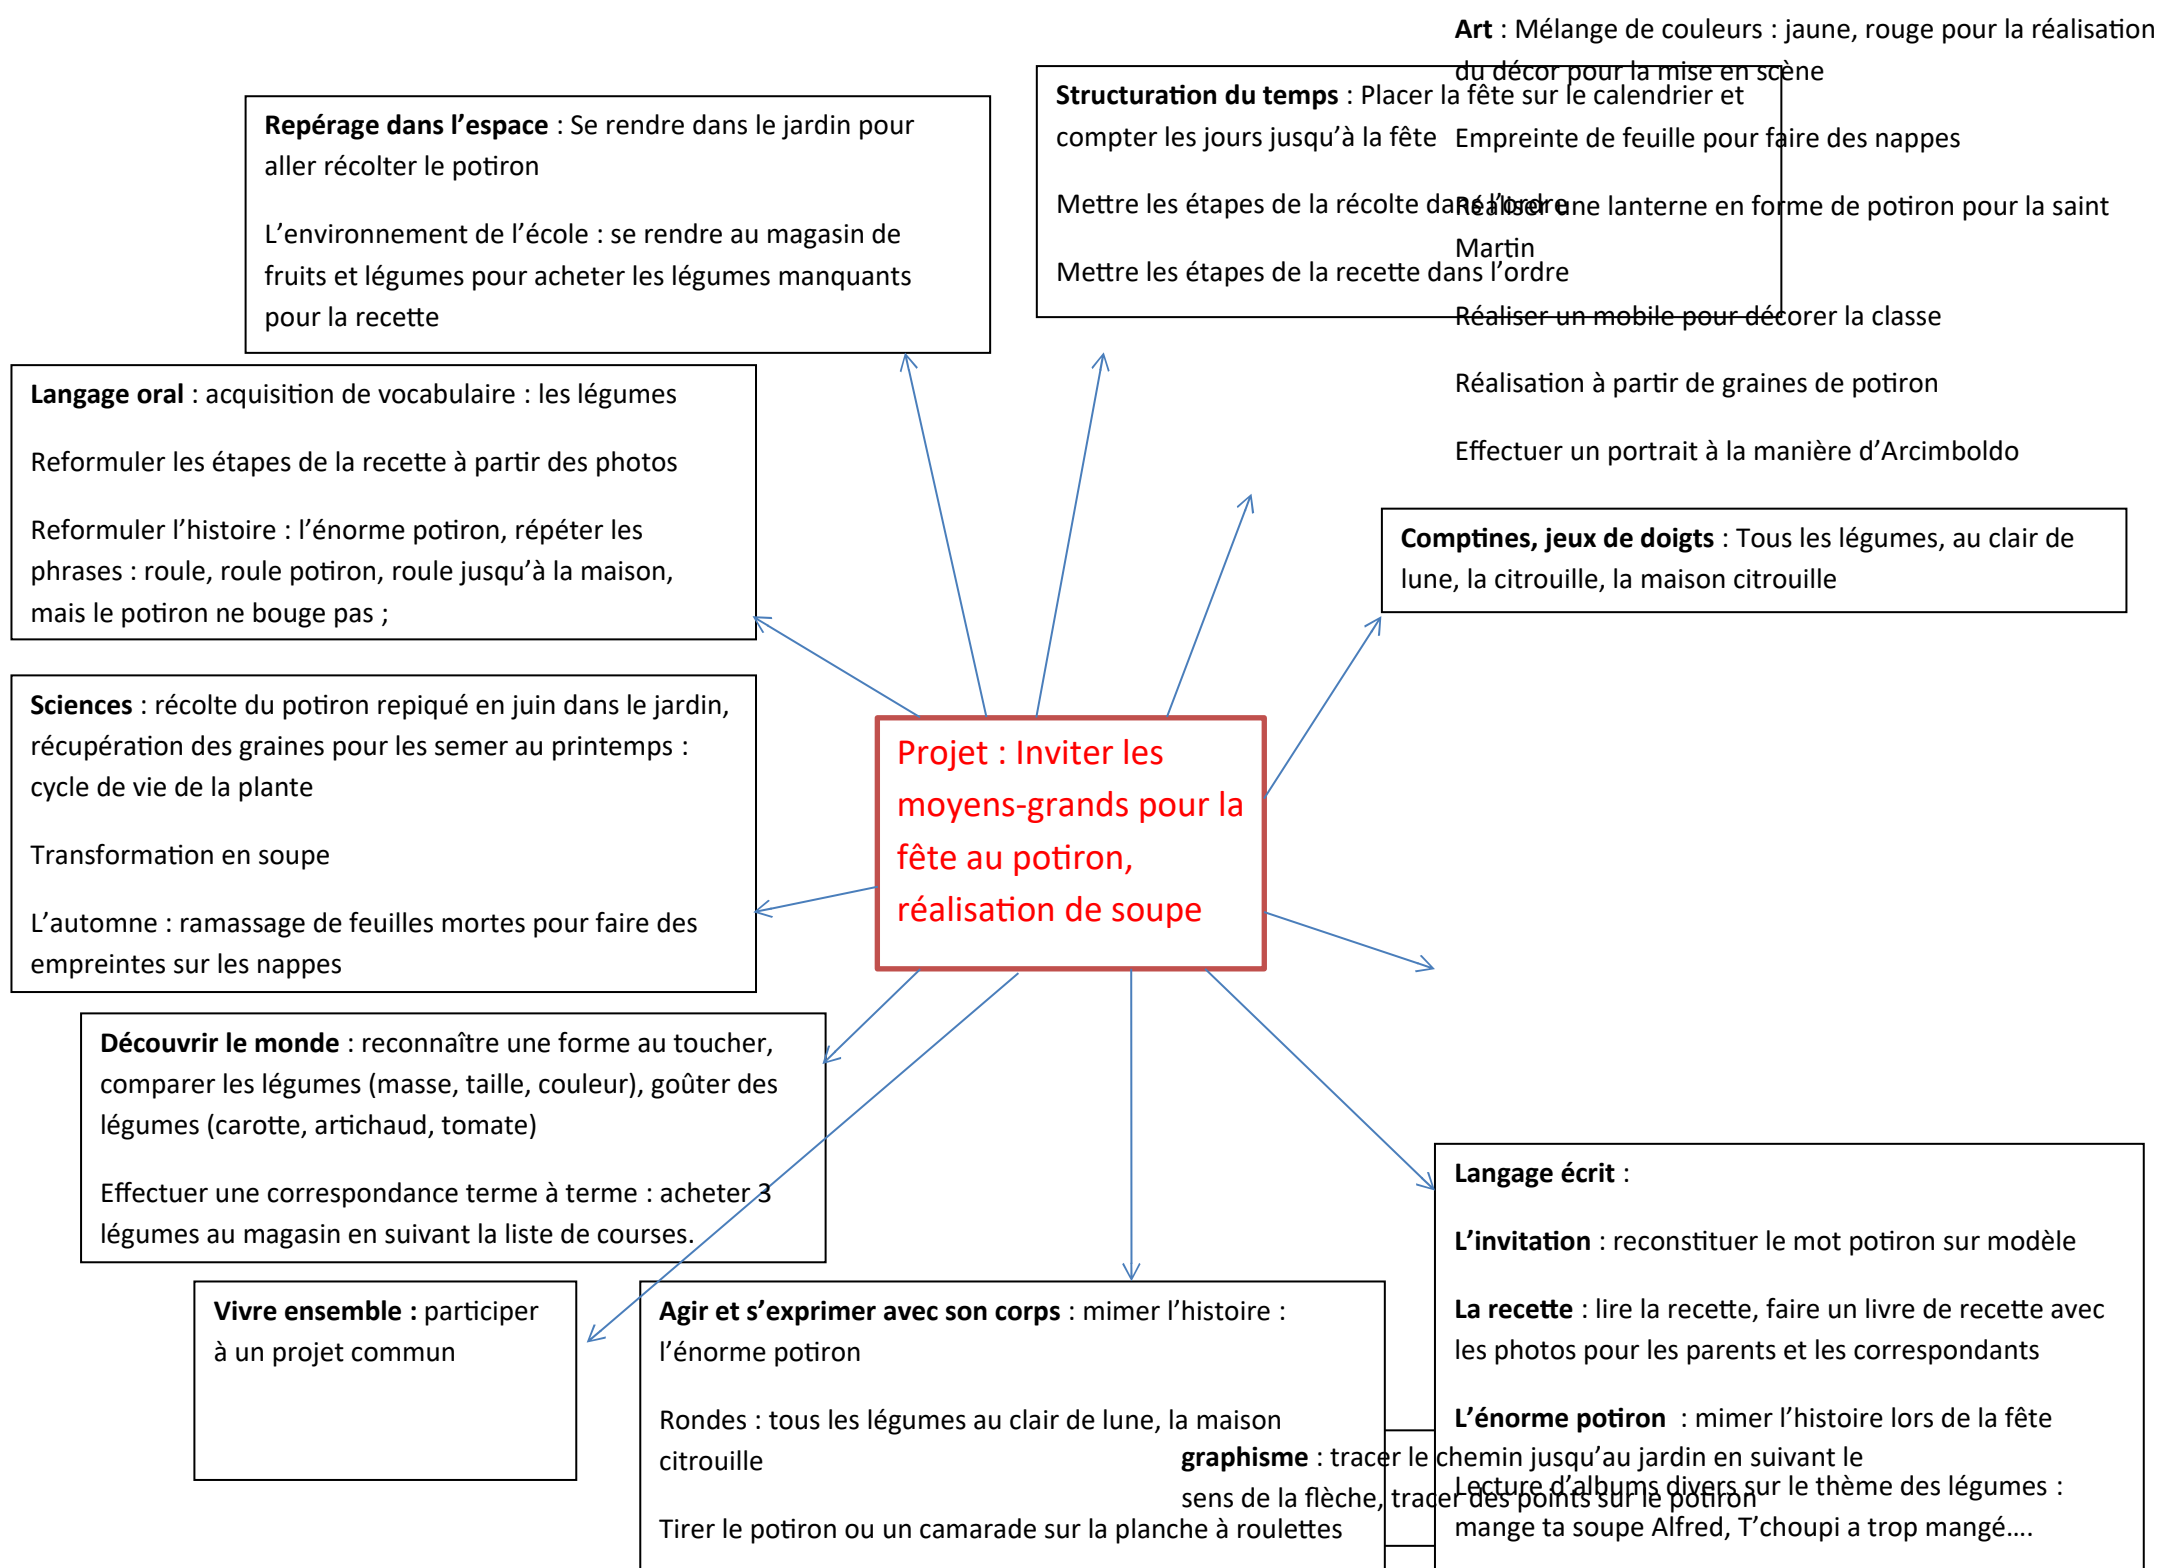 Art : Mélange de couleurs : jaune, rouge pour la réalisation
du décor pour la mise en scène
Empreinte de feuille pour faire des nappes
Réaliser une lanterne en forme de potiron pour la saint
Martin
Réaliser un mobile pour décorer la classe
Réalisation à partir de graines de potiron
Effectuer un portrait à la manière d’Arcimboldo
Structuration du temps : Placer la fête sur le calendrier et
compter les jours jusqu’à la fête
Mettre les étapes de la récolte dans l’ordre
Mettre les étapes de la recette dans l’ordre
Repérage dans l’espace : Se rendre dans le jardin pour
aller récolter le potiron
L’environnement de l’école : se rendre au magasin de
fruits et légumes pour acheter les légumes manquants
pour la recette
Langage oral : acquisition de vocabulaire : les légumes
Reformuler les étapes de la recette à partir des photos
Reformuler l’histoire : l’énorme potiron, répéter les
phrases : roule, roule potiron, roule jusqu’à la maison,
mais le potiron ne bouge pas ;
Comptines, jeux de doigts : Tous les légumes, au clair de
lune, la citrouille, la maison citrouille
Sciences : récolte du potiron repiqué en juin dans le jardin,
récupération des graines pour les semer au printemps :
cycle de vie de la plante
Transformation en soupe
L’automne : ramassage de feuilles mortes pour faire des
empreintes sur les nappes
Projet : Inviter les
moyens-grands pour la
fête au potiron,
réalisation de soupe
Découvrir le monde : reconnaître une forme au toucher,
comparer les légumes (masse, taille, couleur), goûter des
légumes (carotte, artichaud, tomate)
Effectuer une correspondance terme à terme : acheter 3
légumes au magasin en suivant la liste de courses.
Vivre ensemble : participer
à un projet commun
Agir et s’exprimer avec son corps : mimer l’histoire :
l’énorme potiron
Rondes : tous les légumes au clair de lune, la maison
citrouille
Tirer le potiron ou un camarade sur la planche à roulettes
graphisme : tracer le chemin jusqu’au jardin en suivant le
sens de la flèche, tracer des points sur le potiron
Langage écrit :
L’invitation : reconstituer le mot potiron sur modèle
La recette : lire la recette, faire un livre de recette avec
les photos pour les parents et les correspondants
L’énorme potiron : mimer l’histoire lors de la fête
Lecture d’albums divers sur le thème des légumes :
mange ta soupe Alfred, T’choupi a trop mangé….